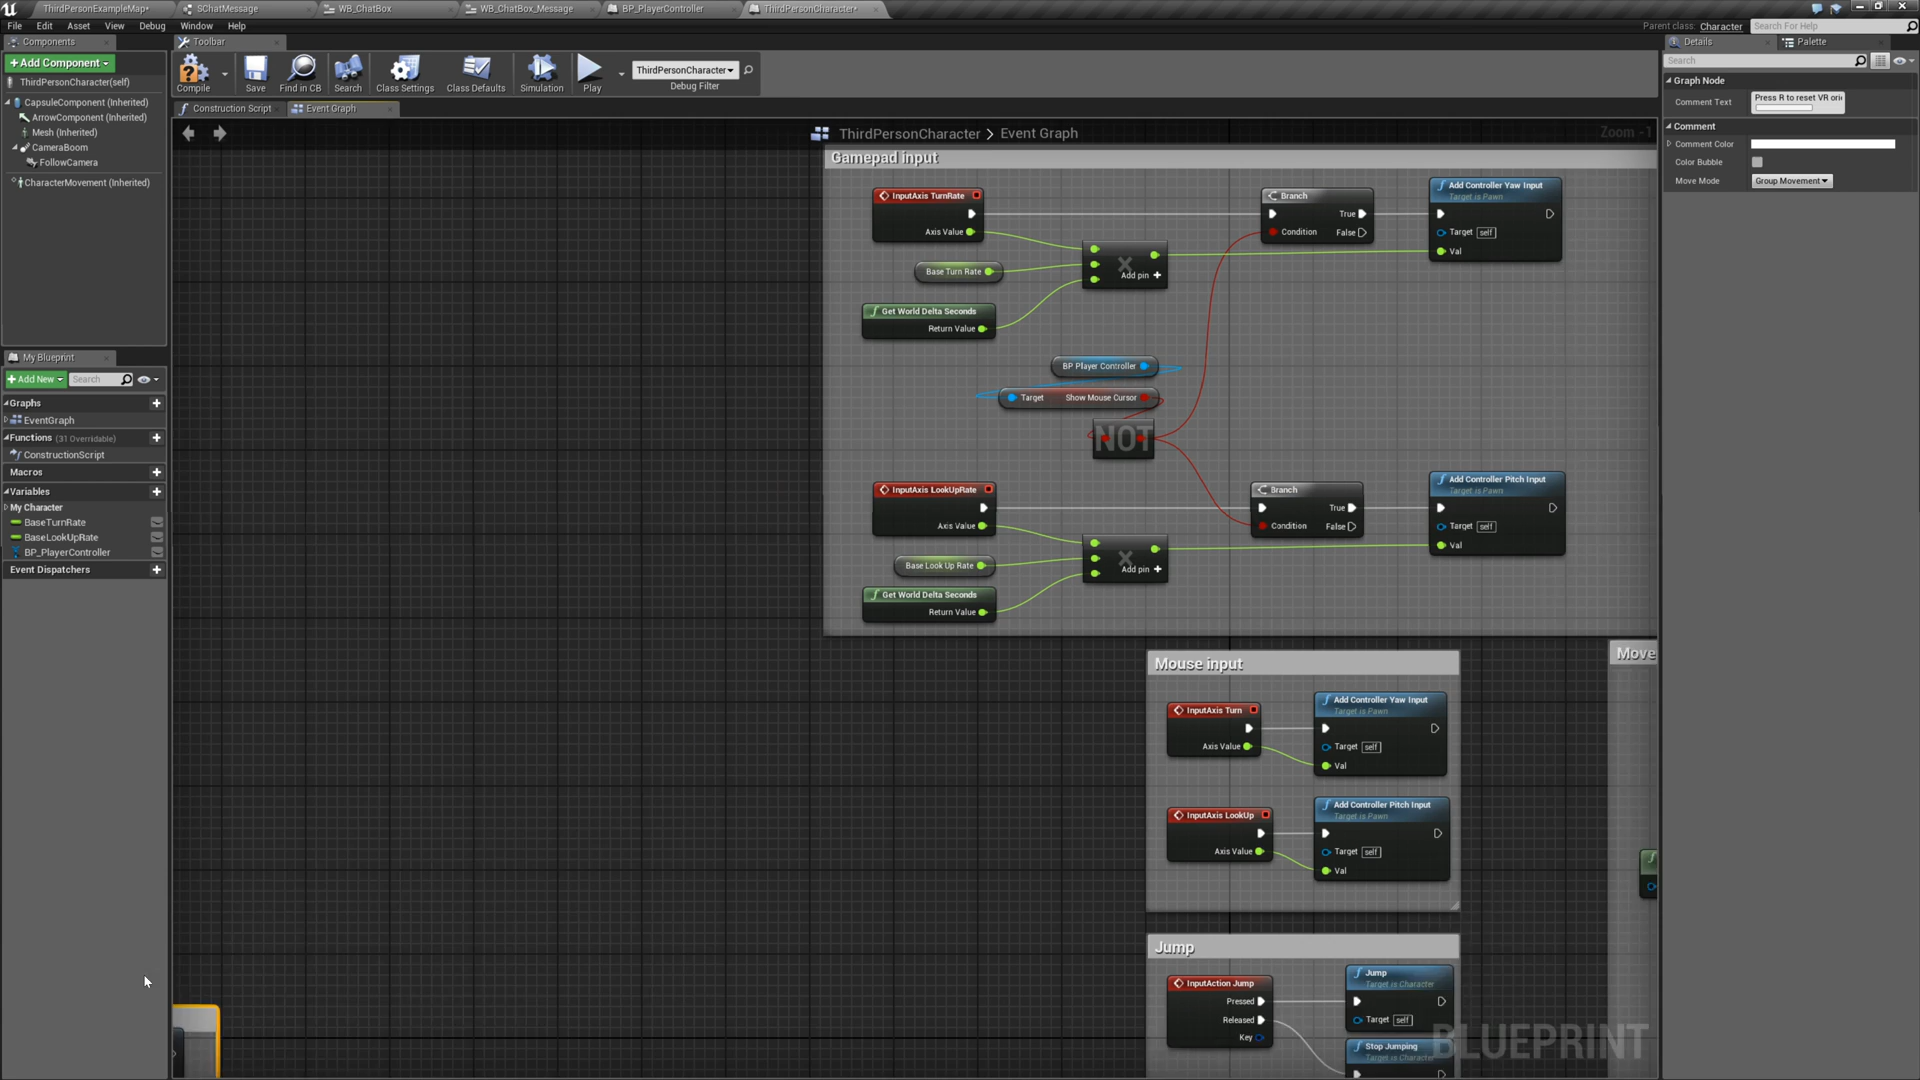 ThirdPersonExampleMap*
SChatMessage
WB_ChatBox
WB_ChatBox_Message
BP_PlayerController
ThirdPersonCharacter*
File Edit Asset View Debug Window Help
Parent class: Character
Search For Help
Components
Toolbar
Details
Palette
+Add Component
ThirdPersonCharacter(self)
CapsuleComponent (Inherited)
ArrowComponent (Inherited)
Mesh (Inherited)
CameraBoom
FollowCamera
CharacterMovement (Inherited)
Compile
Save
Find in CB
Search
Class Settings
Class Defaults
Simulation
Play
ThirdPersonCharacter
Debug Filter
Construction Script
Event Graph
ThirdPersonCharacter > Event Graph
Zoom -1
Search
Graph Node
Comment Text
Press R to reset VR ori
Comment
Comment Color
Color Bubble
Move Mode
Group Movement
My Blueprint
+Add New
Search
Graphs
EventGraph
Functions (31 Overridable)
ConstructionScript
Macros
Variables
My Character
BaseTurnRate
BaseLookUpRate
BP_PlayerController
Event Dispatchers
Gamepad input
InputAxis TurnRate
Axis Value
Base Turn Rate
Get World Delta Seconds
Return Value
Add pin +
Branch
True
Condition
False
Add Controller Yaw Input
Target is Pawn
Target self
Val
BP Player Controller
Target Show Mouse Cursor
NOT
InputAxis LookUpRate
Axis Value
Base Look Up Rate
Get World Delta Seconds
Return Value
Add pin +
Branch
True
Condition
False
Add Controller Pitch Input
Target is Pawn
Target self
Val
Mouse input
InputAxis Turn
Axis Value
Add Controller Yaw Input
Target is Pawn
Target self
Val
InputAxis LookUp
Axis Value
Add Controller Pitch Input
Target is Pawn
Target self
Val
Move
Jump
InputAction Jump
Pressed
Released
Key
Jump
Target is Character
Target self
Stop Jumping
Target is Character
BLUEPRINT